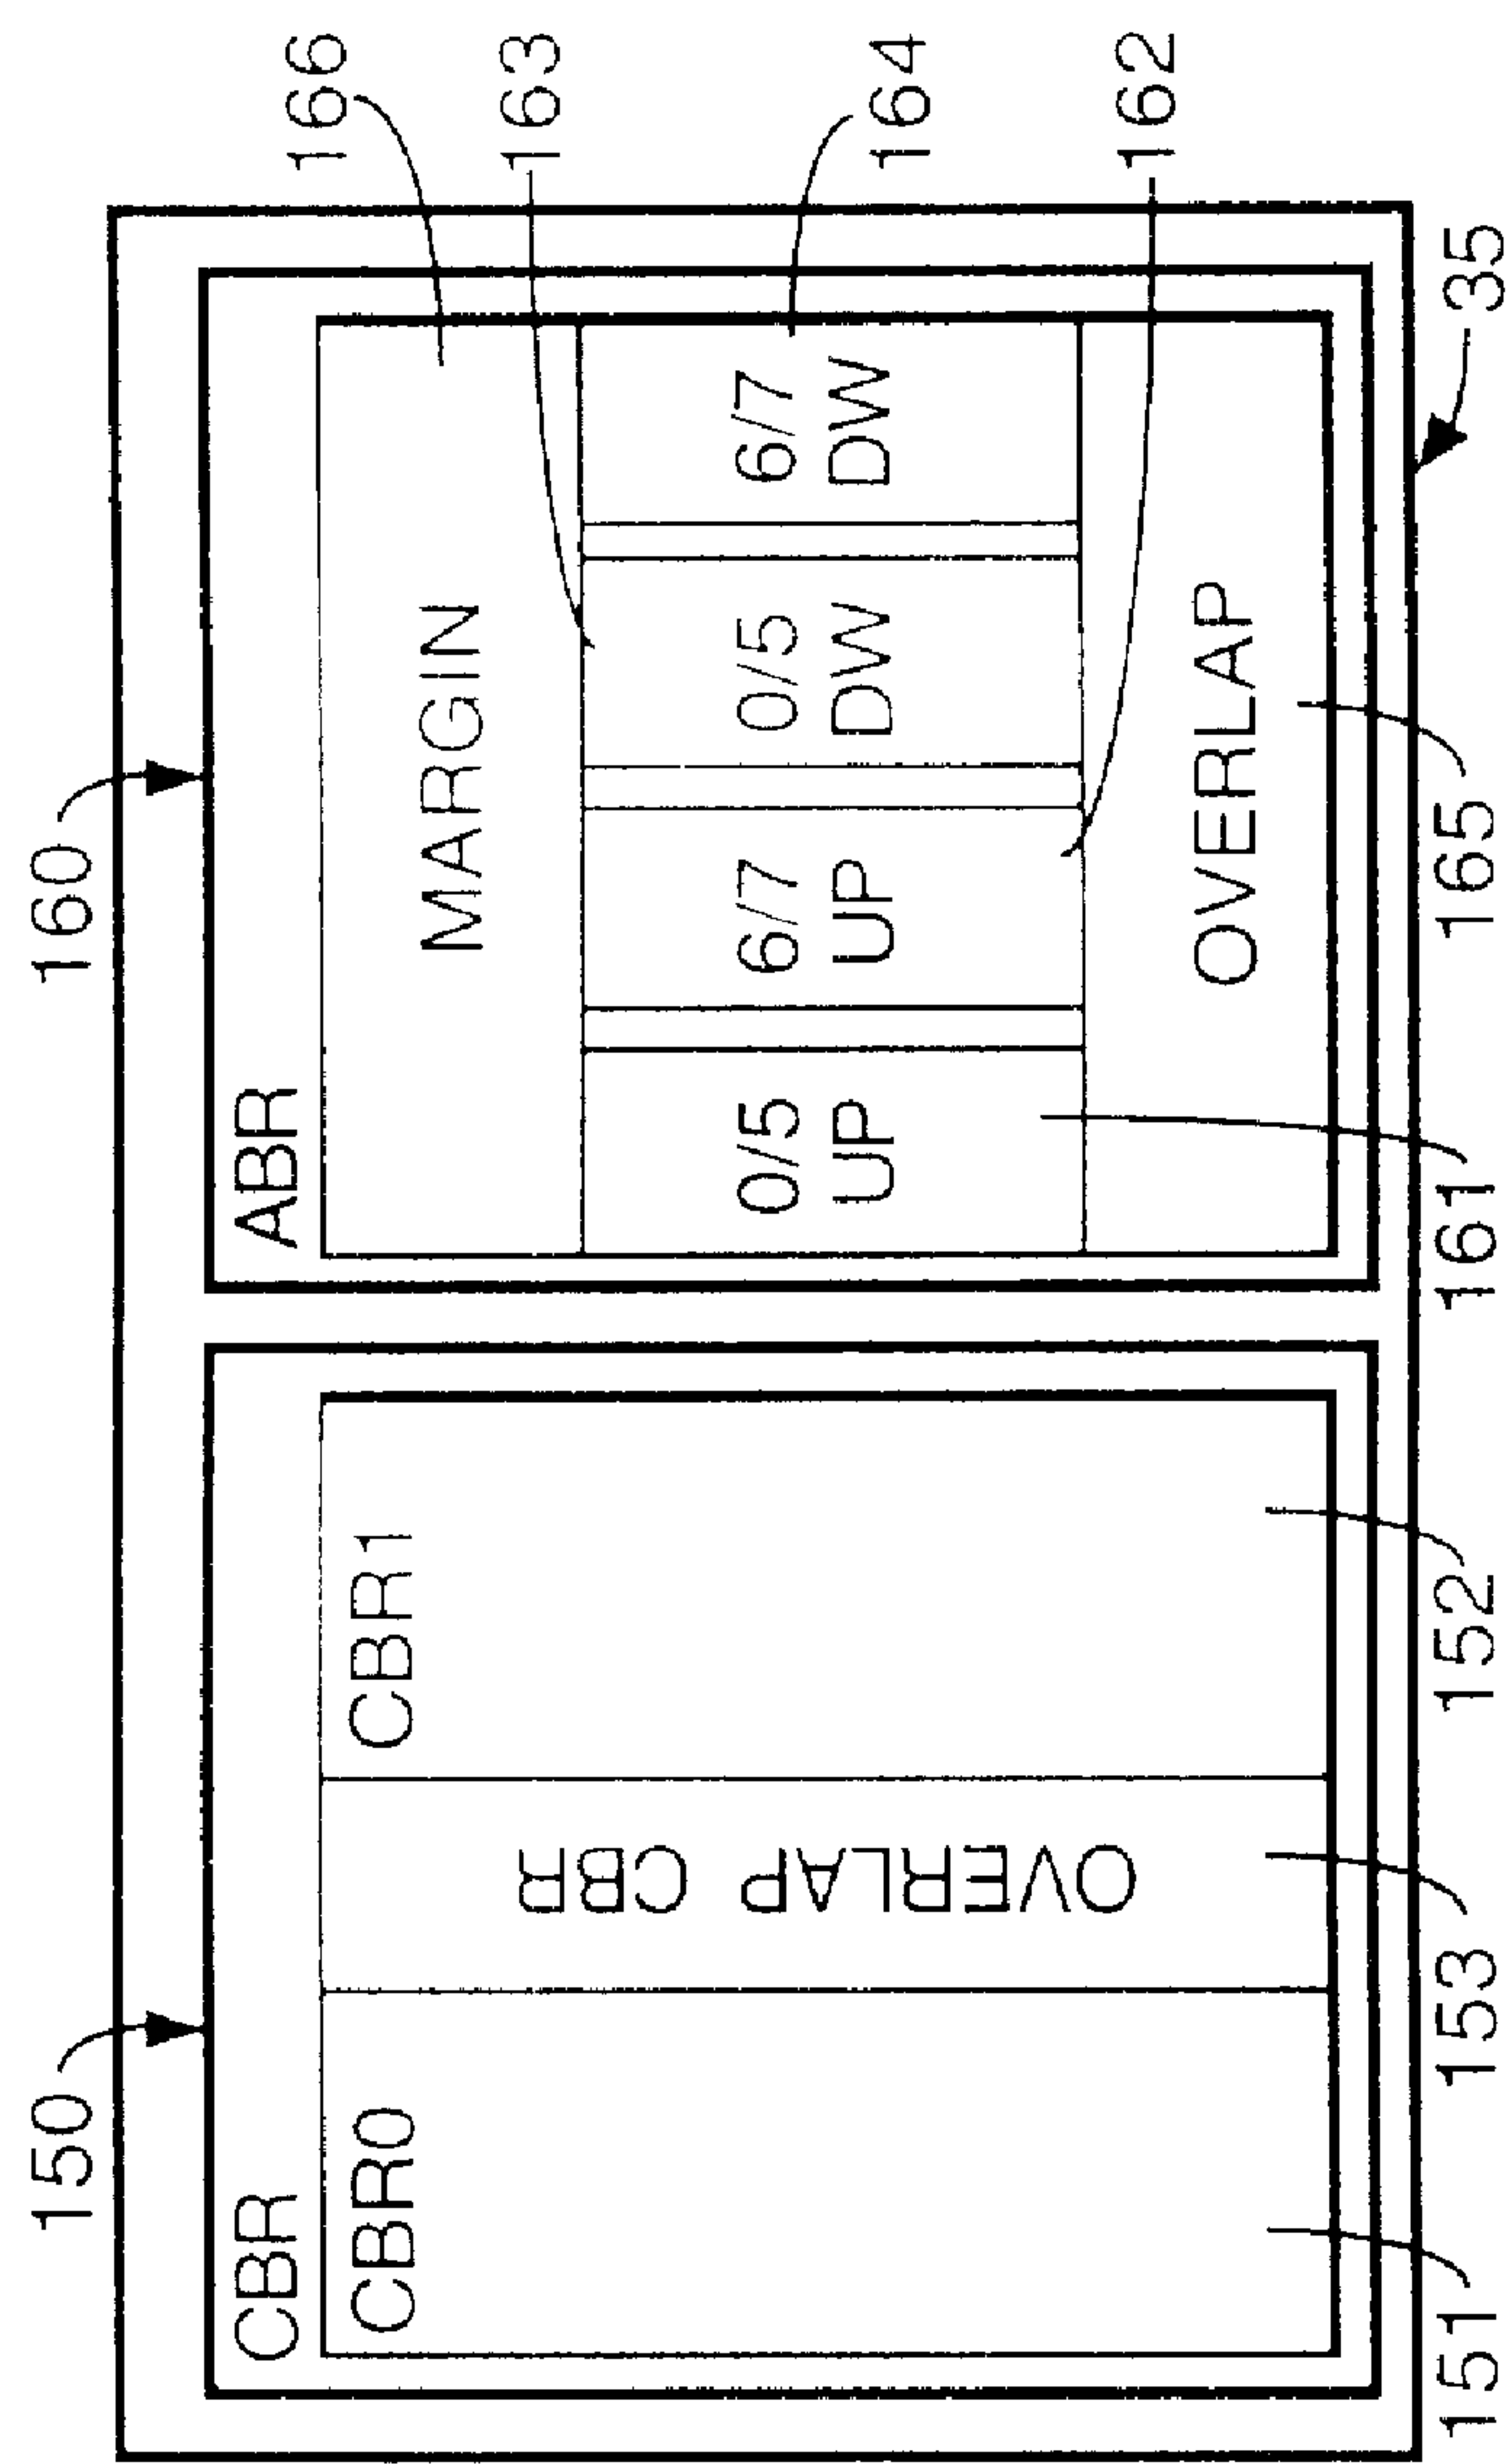 150
160
166
163
164
162
CBR
CBR0
OVERLAP CBR
CBR1
ABR
MARGIN
0/5
UP
6/7
UP
0/5
DW
6/7
DW
OVERLAP
151
153
152
161
165
35